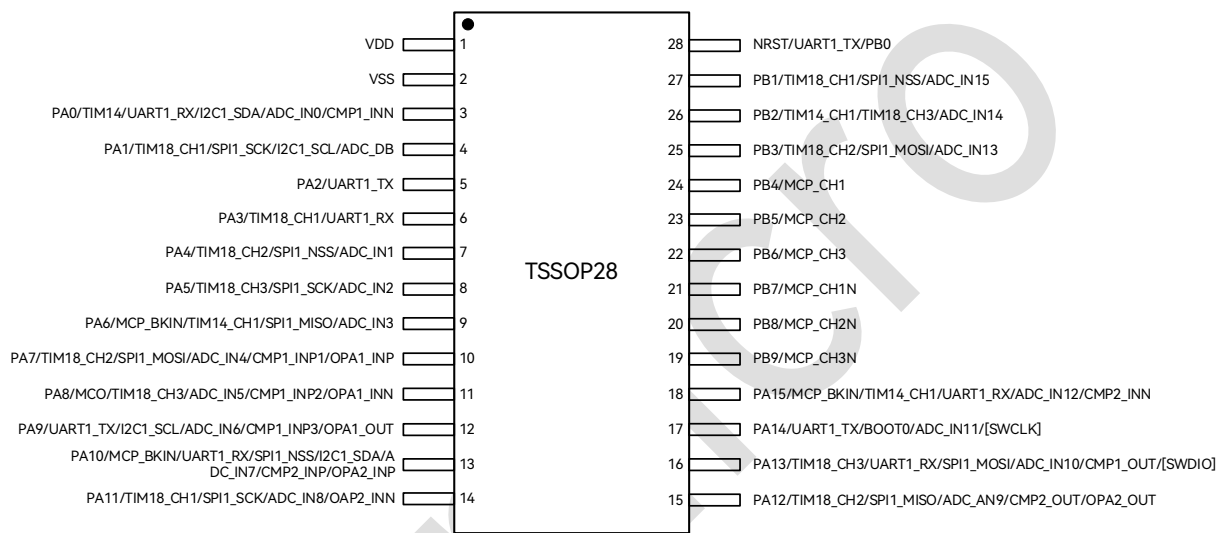 VDD 1
VSS 2
PA0/TIM14/UART1_RX/I2C1_SDA/ADC_IN0/CMP1_INN 3
PA1/TIM18_CH1/SPI1_SCK/I2C1_SCL/ADC_DB 4
PA2/UART1_TX 5
PA3/TIM18_CH1/UART1_RX 6
PA4/TIM18_CH2/SPI1_NSS/ADC_IN1 7
PA5/TIM18_CH3/SPI1_SCK/ADC_IN2 8
PA6/MCP_BKIN/TIM14_CH1/SPI1_MISO/ADC_IN3 9
PA7/TIM18_CH2/SPI1_MOSI/ADC_IN4/CMP1_INP1/OPA1_INP 10
PA8/MCO/TIM18_CH3/ADC_IN5/CMP1_INP2/OPA1_INN 11
PA9/UART1_TX/I2C1_SCL/ADC_IN6/CMP1_INP3/OPA1_OUT 12
PA10/MCP_BKIN/UART1_RX/SPI1_NSS/I2C1_SDA/A
DC_IN7/CMP2_INP/OPA2_INP 13
PA11/TIM18_CH1/SPI1_SCK/ADC_IN8/OAP2_INN 14
TSSOP28
28 NRST/UART1_TX/PB0
27 PB1/TIM18_CH1/SPI1_NSS/ADC_IN15
26 PB2/TIM14_CH1/TIM18_CH3/ADC_IN14
25 PB3/TIM18_CH2/SPI1_MOSI/ADC_IN13
24 PB4/MCP_CH1
23 PB5/MCP_CH2
22 PB6/MCP_CH3
21 PB7/MCP_CH1N
20 PB8/MCP_CH2N
19 PB9/MCP_CH3N
18 PA15/MCP_BKIN/TIM14_CH1/UART1_RX/ADC_IN12/CMP2_INN
17 PA14/UART1_TX/BOOT0/ADC_IN11/[SWCLK]
16 PA13/TIM18_CH3/UART1_RX/SPI1_MOSI/ADC_IN10/CMP1_OUT/[SWDIO]
15 PA12/TIM18_CH2/SPI1_MISO/ADC_AN9/CMP2_OUT/OPA2_OUT